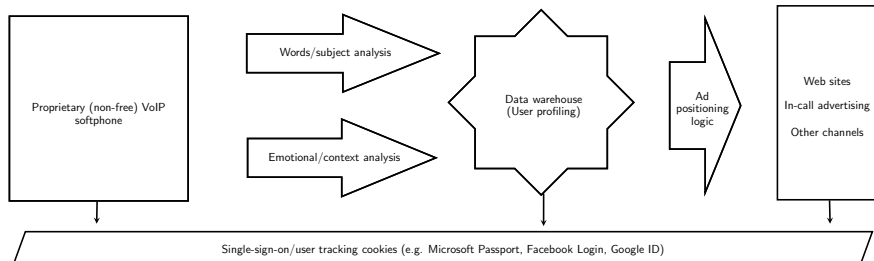 Proprietary (non-free) VoIP
softphone
Words/subject analysis
Emotional/context analysis
Data warehouse
(User profiling)
Ad
positioning
logic
Web sites
In-call advertising
Other channels
Single-sign-on/user tracking cookies (e.g. Microsoft Passport, Facebook Login, Google ID)